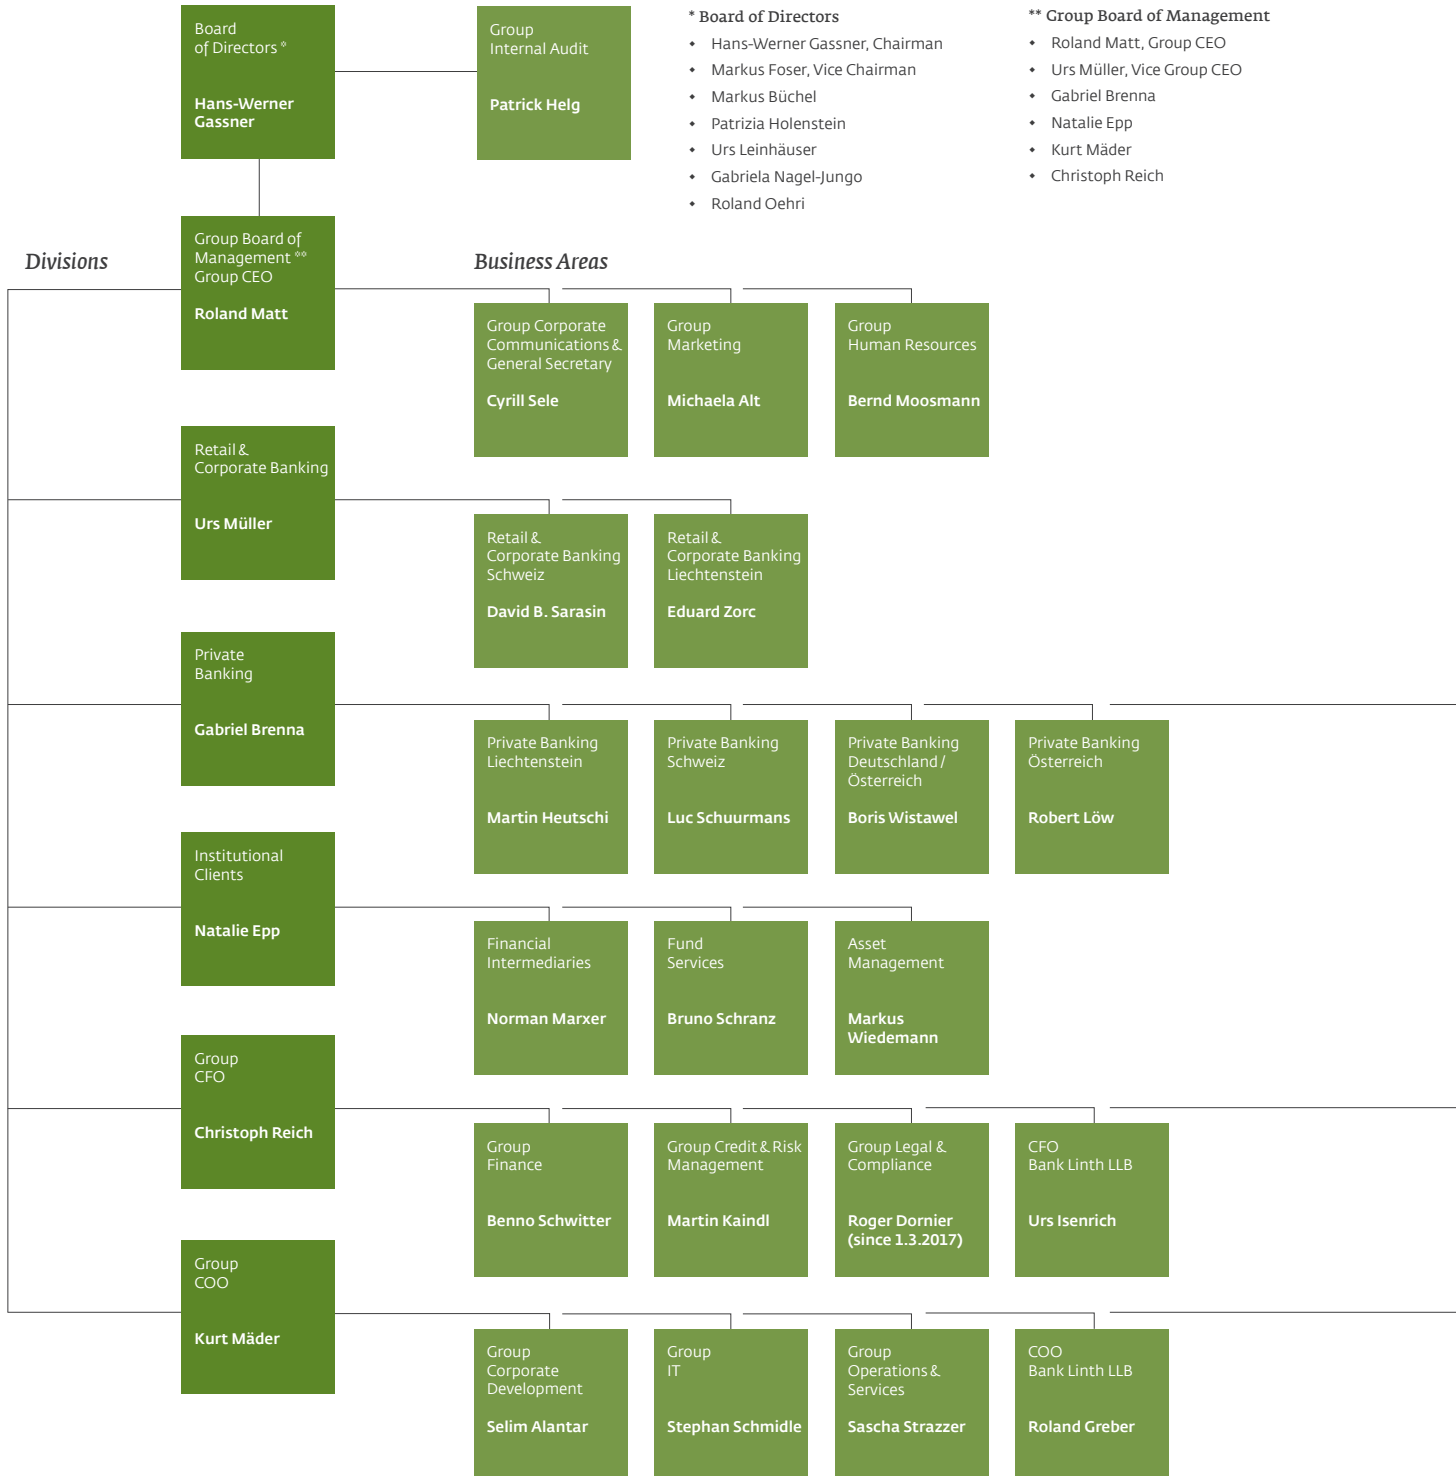 Board
of Directors *
Hans-Werner
Gassner
Group
Internal Audit
Patrick Helg
* Board of Directors
Hans-Werner Gassner, Chairman
Markus Foser, Vice Chairman
Markus Büchel
Patrizia Holenstein
Urs Leinhäuser
Gabriela Nagel-Jungo
Roland Oehri
** Group Board of Management
Roland Matt, Group CEO
Urs Müller, Vice Group CEO
Gabriel Brenna
Natalie Epp
Kurt Mäder
Christoph Reich
Divisions
Group Board of
Management **
Group CEO
Roland Matt
Business Areas
Group Corporate
Communications &
General Secretary
Cyrill Sele
Group
Marketing
Michaela Alt
Group
Human Resources
Bernd Moosmann
Retail &
Corporate Banking
Urs Müller
Retail &
Corporate Banking
Schweiz
David B. Sarasin
Retail &
Corporate Banking
Liechtenstein
Eduard Zorc
Private
Banking
Gabriel Brenna
Private Banking
Liechtenstein
Martin Heutschi
Private Banking
Schweiz
Luc Schuurmans
Private Banking
Deutschland /
Österreich
Boris Wistawel
Private Banking
Österreich
Robert Löw
Institutional
Clients
Natalie Epp
Financial
Intermediaries
Norman Marxer
Fund
Services
Bruno Schranz
Asset
Management
Markus
Wiedemann
Group
CFO
Christoph Reich
Group
Finance
Benno Schwitter
Group Credit & Risk
Management
Martin Kaindl
Group Legal &
Compliance
Roger Dornier
(since 1.3.2017)
CFO
Bank Linth LLB
Urs Isenrich
Group
COO
Kurt Mäder
Group
Corporate
Development
Selim Alantar
Group
IT
Stephan Schmidle
Group
Operations &
Services
Sascha Strazzer
COO
Bank Linth LLB
Roland Greber